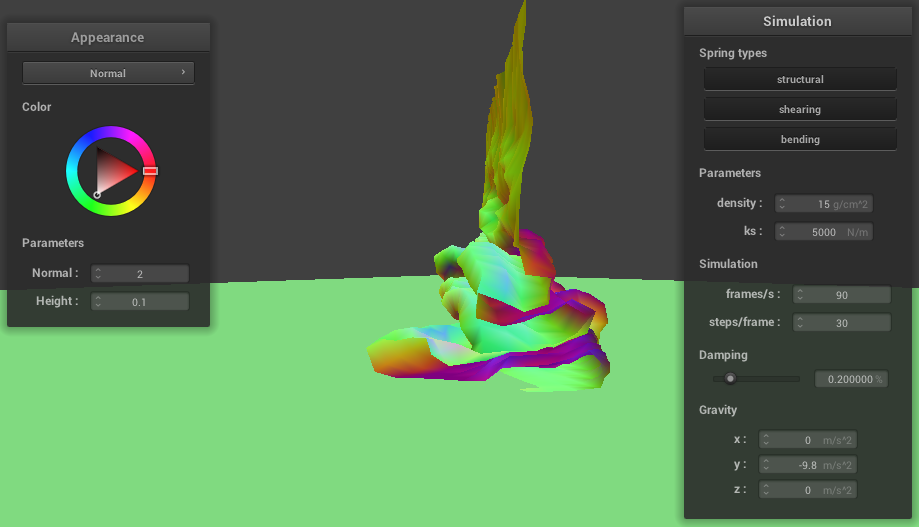 Appearance
Normal
Color
Parameters
Normal : 2
Height : 0.1
Simulation
Spring types
structural
shearing
bending
Parameters
density : 15 g/cm^2
ks : 5000 N/m
Simulation
frames/s : 90
steps/frame : 30
Damping
0.200000 %
Gravity
x : 0 m/s^2
y : -9.8 m/s^2
z : 0 m/s^2